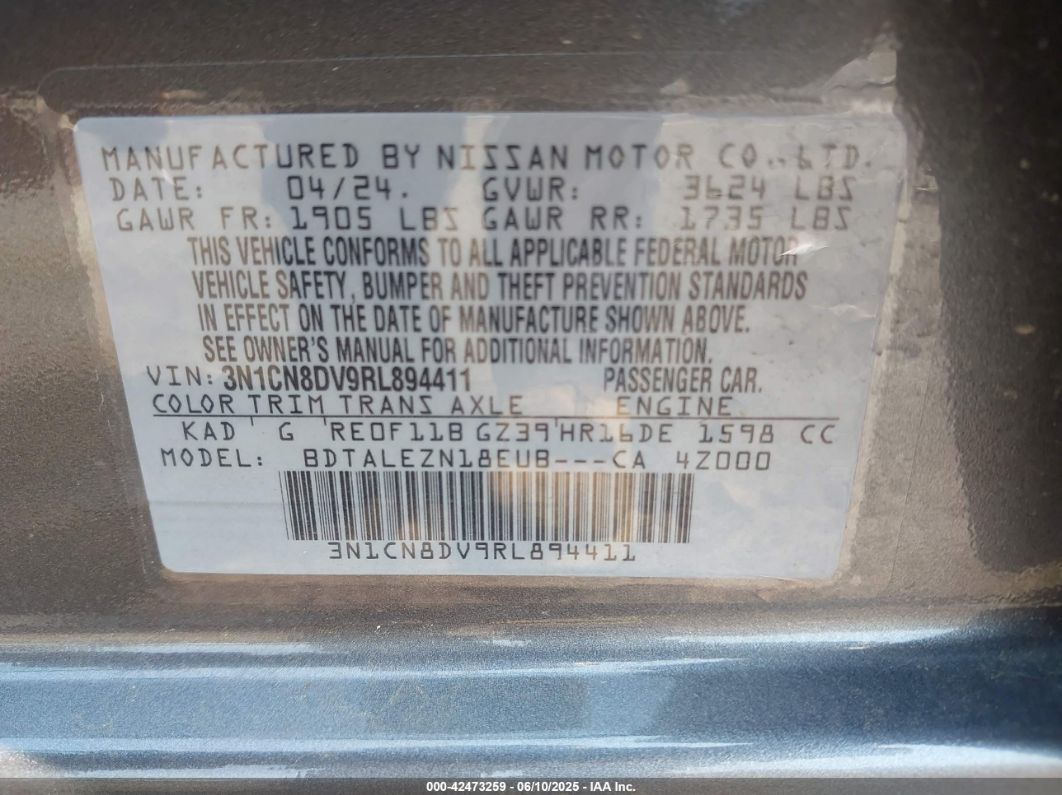 MANUFACTURED BY NISSAN MOTOR CO., LTD.
DATE: 04/24. GVWR: 3624 LBS
GAWR FR: 1905 LBS GAWR RR: 1735 LBS
THIS VEHICLE CONFORMS TO ALL APPLICABLE FEDERAL MOTOR
VEHICLE SAFETY, BUMPER AND THEFT PREVENTION STANDARDS
IN EFFECT ON THE DATE OF MANUFACTURE SHOWN ABOVE.
SEE OWNER'S MANUAL FOR ADDITIONAL INFORMATION.
VIN: 3N1CN8DV9RL894411 PASSENGER CAR.
COLOR TRIM TRANS AXLE ENGINE
KAD G RE0F11B GZ39 HR16DE 1598 CC
MODEL: BDTALEZN18EUB---CA 4Z000
3N1CN8DV9RL894411
000-42473259 | 06/10/2025 - IAA Inc.